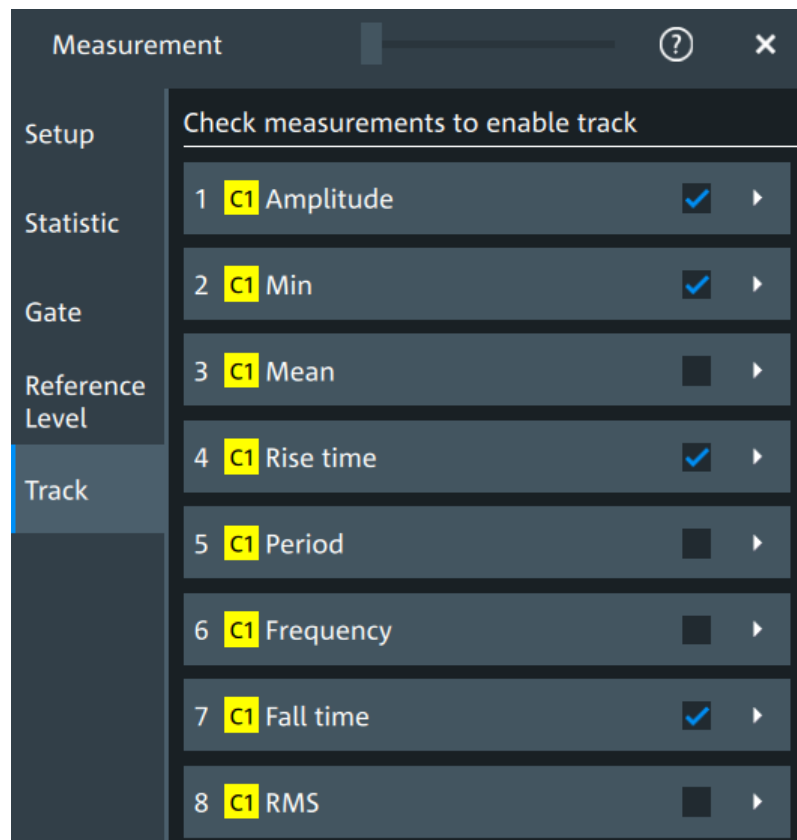 Measurement ? ×
Setup
Statistic
Gate
Reference
Level
Track
Check measurements to enable track
1 C1 Amplitude
2 C1 Min
3 C1 Mean
4 C1 Rise time
5 C1 Period
6 C1 Frequency
7 C1 Fall time
8 C1 RMS